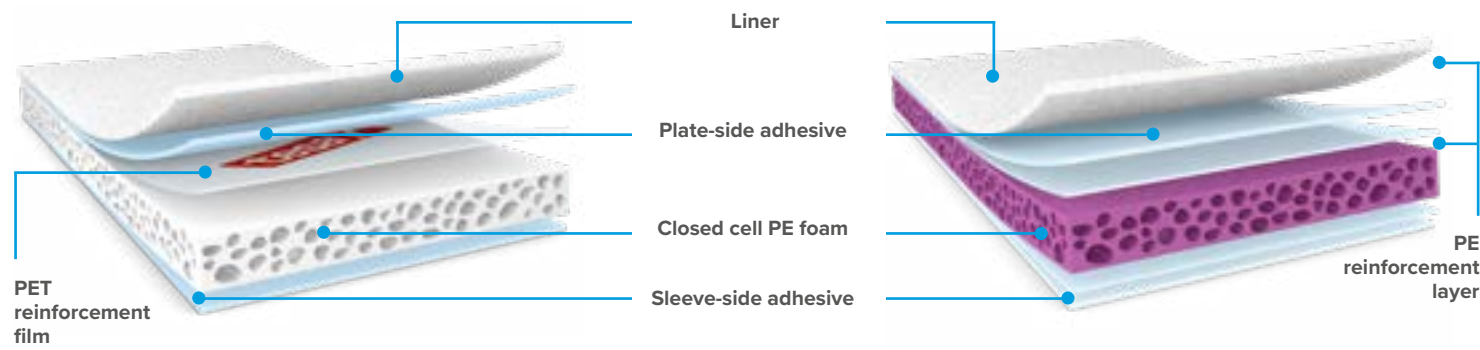 Liner
Plate-side adhesive
Closed cell PE foam
Sleeve-side adhesive
PET
reinforcement
film
PE
reinforcement
layer